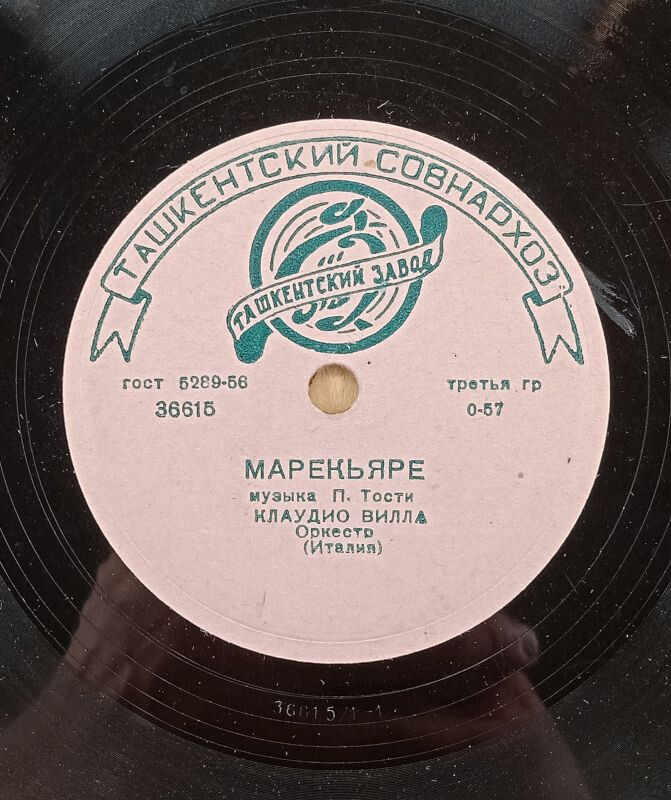 ТАШКЕНТСКИЙ СОВНАРХОЗ
ТАШКЕНТСКИЙ ЗАВОД
гост 5289-56
36615
третья гр
0-57
МАРЕКЬЯРЕ
музыка П. Тости
КЛАУДИО ВИЛЛА
Оркестр
(Италия)
36615/1-1